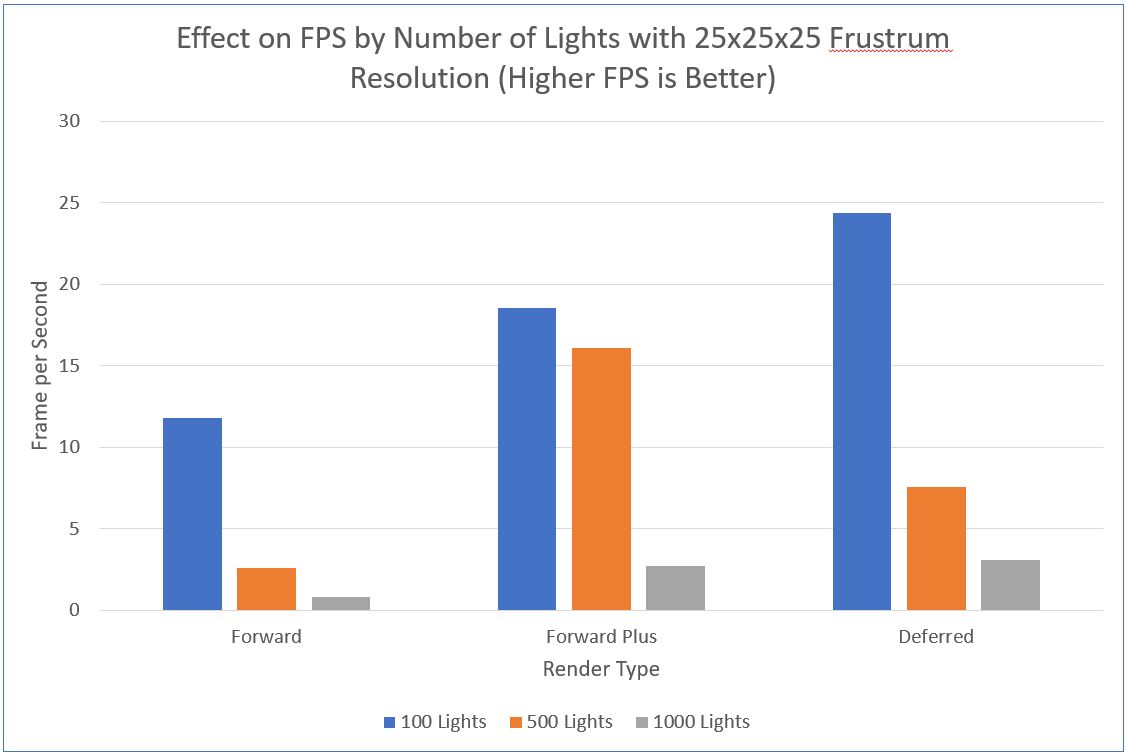 Effect on FPS by Number of Lights with 25x25x25 Frustrum
Resolution (Higher FPS is Better)
30
25
20
15
10
5
0
Frame per Second
Forward
Forward Plus
Deferred
Render Type
100 Lights
500 Lights
1000 Lights